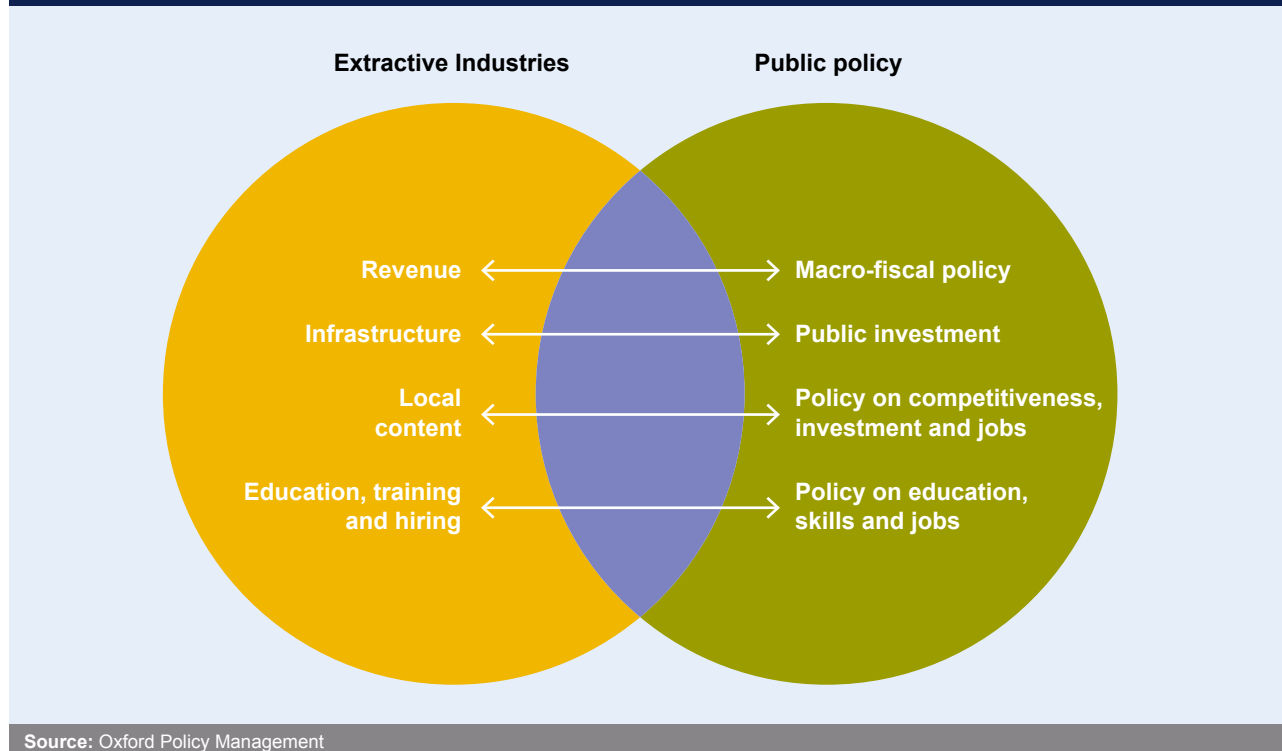 Extractive Industries
Public policy
Revenue
Macro-fiscal policy
Infrastructure
Public investment
Local
content
Policy on competitiveness,
investment and jobs
Education, training
and hiring
Policy on education,
skills and jobs
Source: Oxford Policy Management